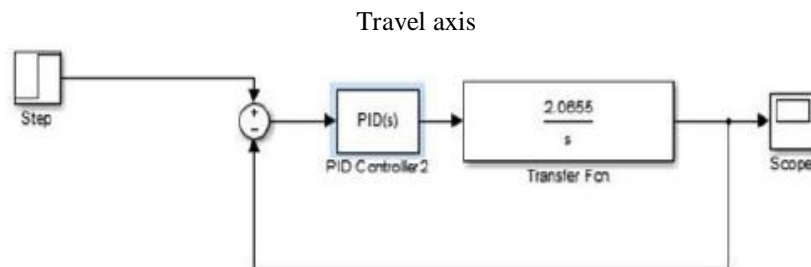 Travel axis
Step
+
−
PID(s)
PID Controller2
2.0655
s
Transfer Fcn
Scope